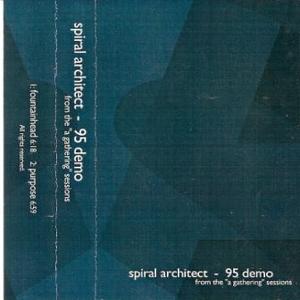 spiral architect - 95 demo
from the "a gathering" sessions
1: fountainhead 6:18   2: purpose 6:59
All rights reserved.
spiral architect - 95 demo
from the "a gathering" sessions